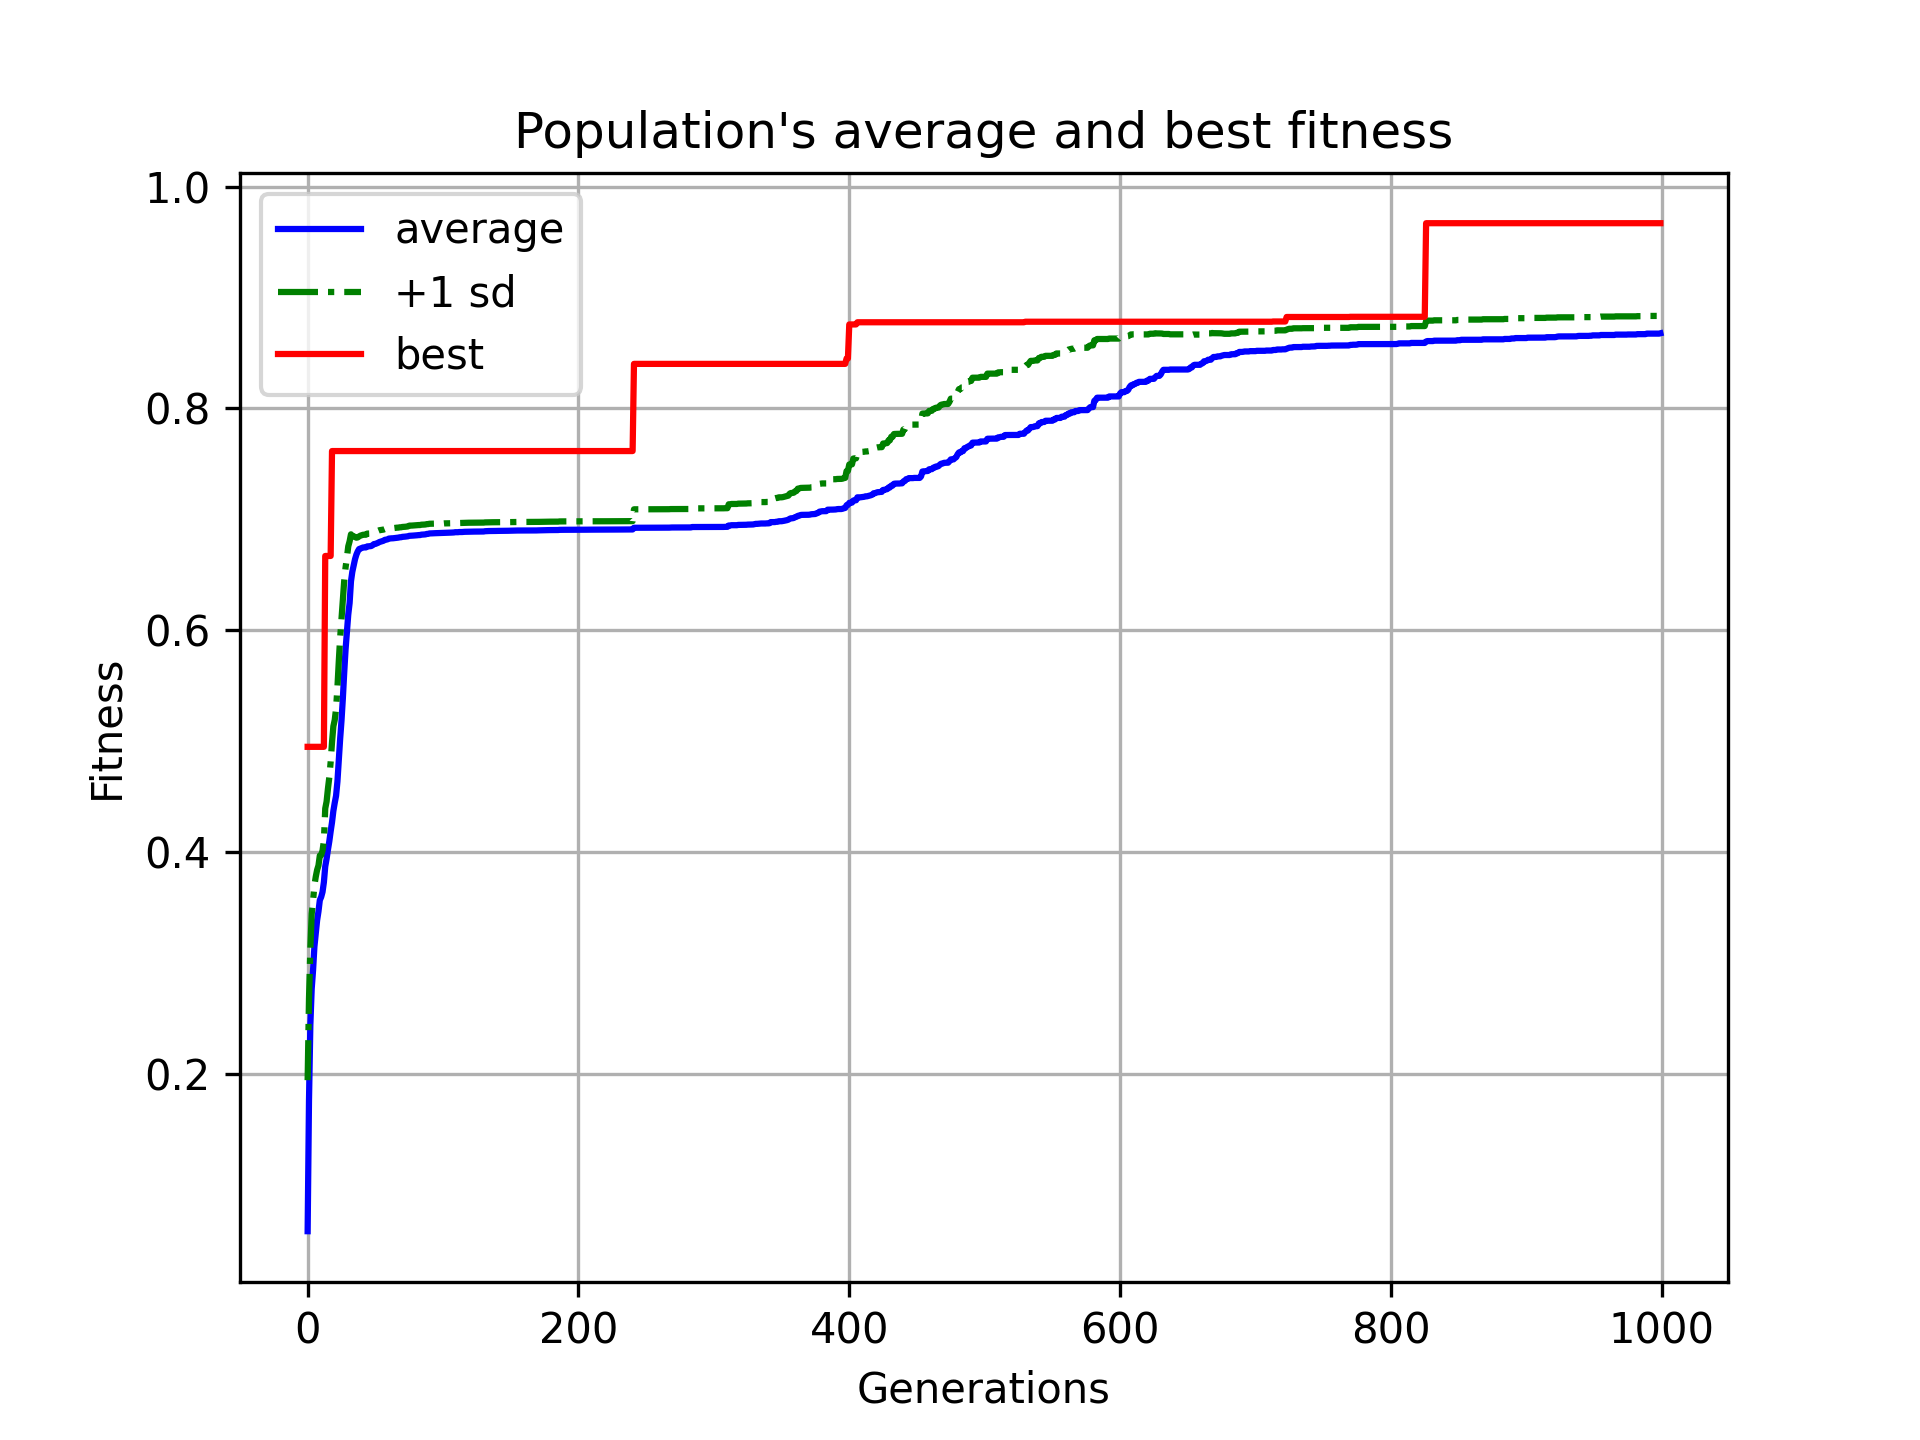 Population's average and best fitness
1.0
0.8
0.6
0.4
0.2
Fitness
average
+1 sd
best
0 200 400 600 800 1000
Generations